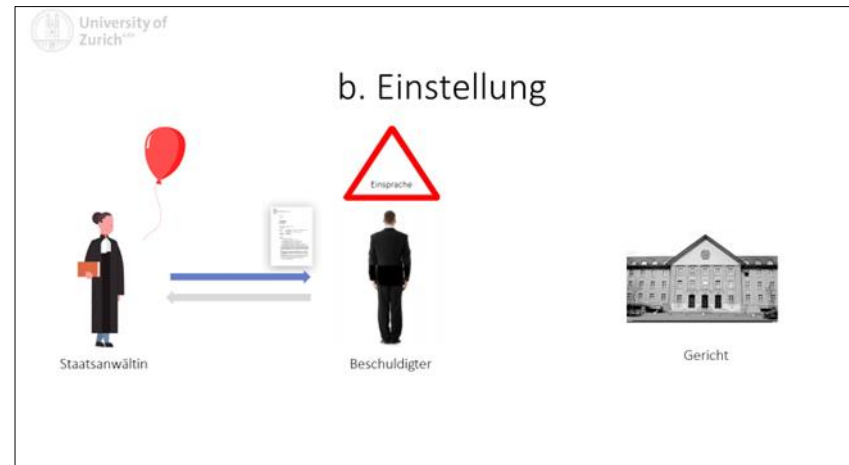 University of
Zurich
b. Einstellung
Einsprache
Staatsanwältin
Beschuldigter
Gericht